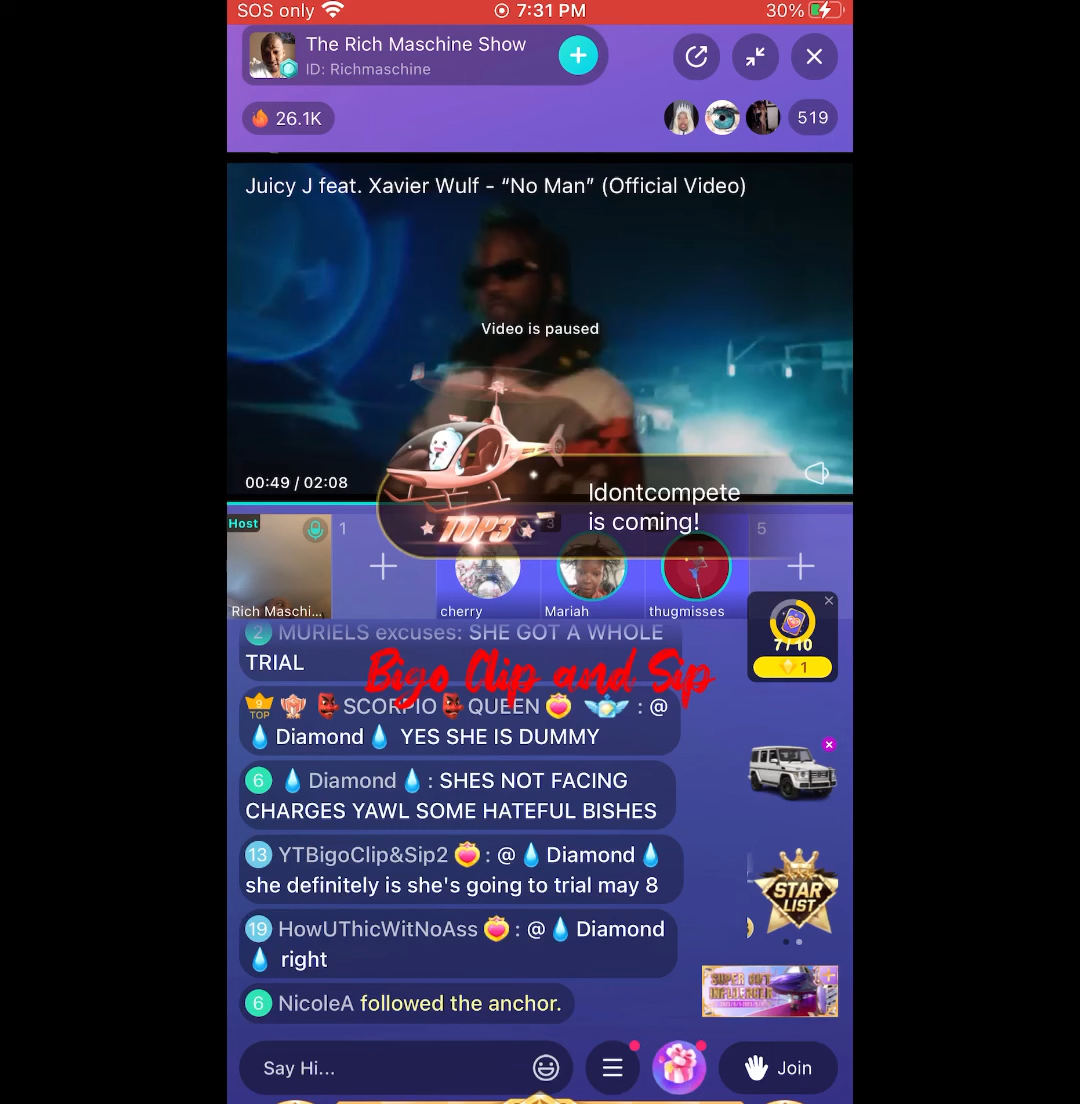 SOS only 7:31 PM 30%
The Rich Maschine Show
ID: Richmaschine
26.1K 519
Juicy J feat. Xavier Wulf - “No Man” (Official Video)
Video is paused
00:49 / 02:08
Idontcompete
is coming!
TOP3
Host 1 3 5
Rich Maschi... cherry Mariah thugmisses
7/10
1
2 MURIELS excuses: SHE GOT A WHOLE
TRIAL
Bigo Clip and Sip
9 TOP SCORPIO QUEEN : @
Diamond YES SHE IS DUMMY
6 Diamond : SHES NOT FACING
CHARGES YAWL SOME HATEFUL BISHES
13 YTBigoClip&Sip2 : @ Diamond
she definitely is she's going to trial may 8
STAR
LIST
19 HowUThicWitNoAss : @ Diamond
right
SUPER GIFT
6 NicoleA followed the anchor.
Say Hi... Join